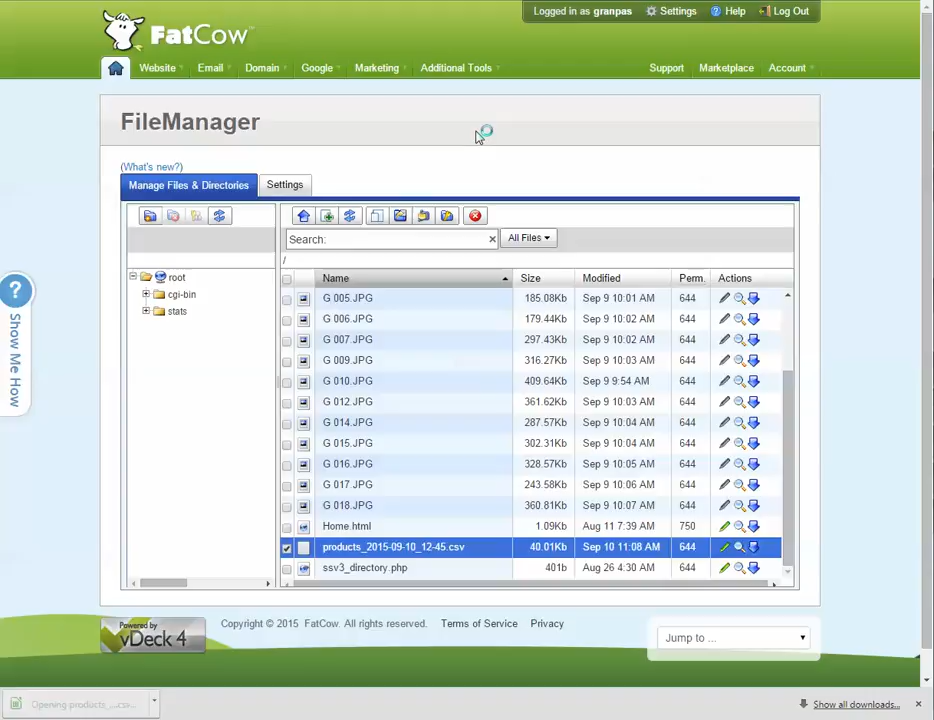 Logged in as granpas Settings Help Log Out
FatCow
Website Email Domain Google Marketing Additional Tools Support Marketplace Account
FileManager
(What's new?)
Manage Files & Directories Settings
Search: × All Files
/
root
cgi-bin
stats
Name Size Modified Perm. Actions
G 005.JPG 185.08Kb Sep 9 10:01 AM 644
G 006.JPG 179.44Kb Sep 9 10:02 AM 644
G 007.JPG 297.43Kb Sep 9 10:02 AM 644
G 009.JPG 316.27Kb Sep 9 10:03 AM 644
G 010.JPG 409.64Kb Sep 9 9:54 AM 644
G 012.JPG 361.62Kb Sep 9 10:03 AM 644
G 014.JPG 287.57Kb Sep 9 10:04 AM 644
G 015.JPG 302.31Kb Sep 9 10:04 AM 644
G 016.JPG 328.57Kb Sep 9 10:05 AM 644
G 017.JPG 243.58Kb Sep 9 10:06 AM 644
G 018.JPG 360.81Kb Sep 9 10:07 AM 644
Home.html 1.09Kb Aug 11 7:39 AM 750
products_2015-09-10_12-45.csv 40.01Kb Sep 10 11:08 AM 644
ssv3_directory.php 401b Aug 26 4:30 AM 644
? Show Me How
Powered by
vDeck 4
Copyright © 2015 FatCow. All rights reserved. Terms of Service Privacy
Jump to ...
Opening products_...csv...
Show all downloads...